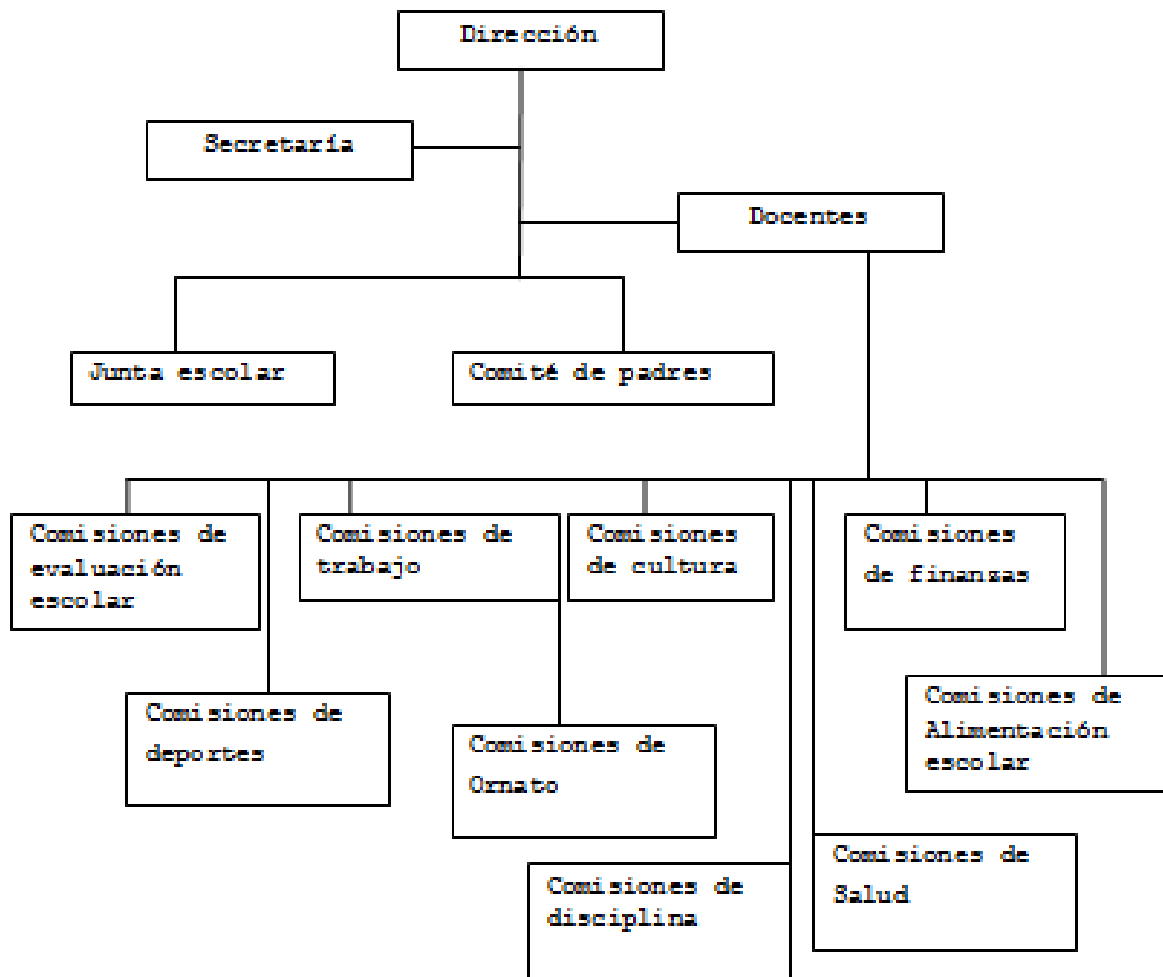 Dirección
Secretaría
Docentes
Junta escolar
Comité de padres
Comisiones de
evaluación
escolar
Comisiones de
trabajo
Comisiones
de cultura
Comisiones
de finanzas
Comisiones de
deportes
Comisiones de
Ornato
Comisiones de
Alimentación
escolar
Comisiones de
disciplina
Comisiones de
Salud